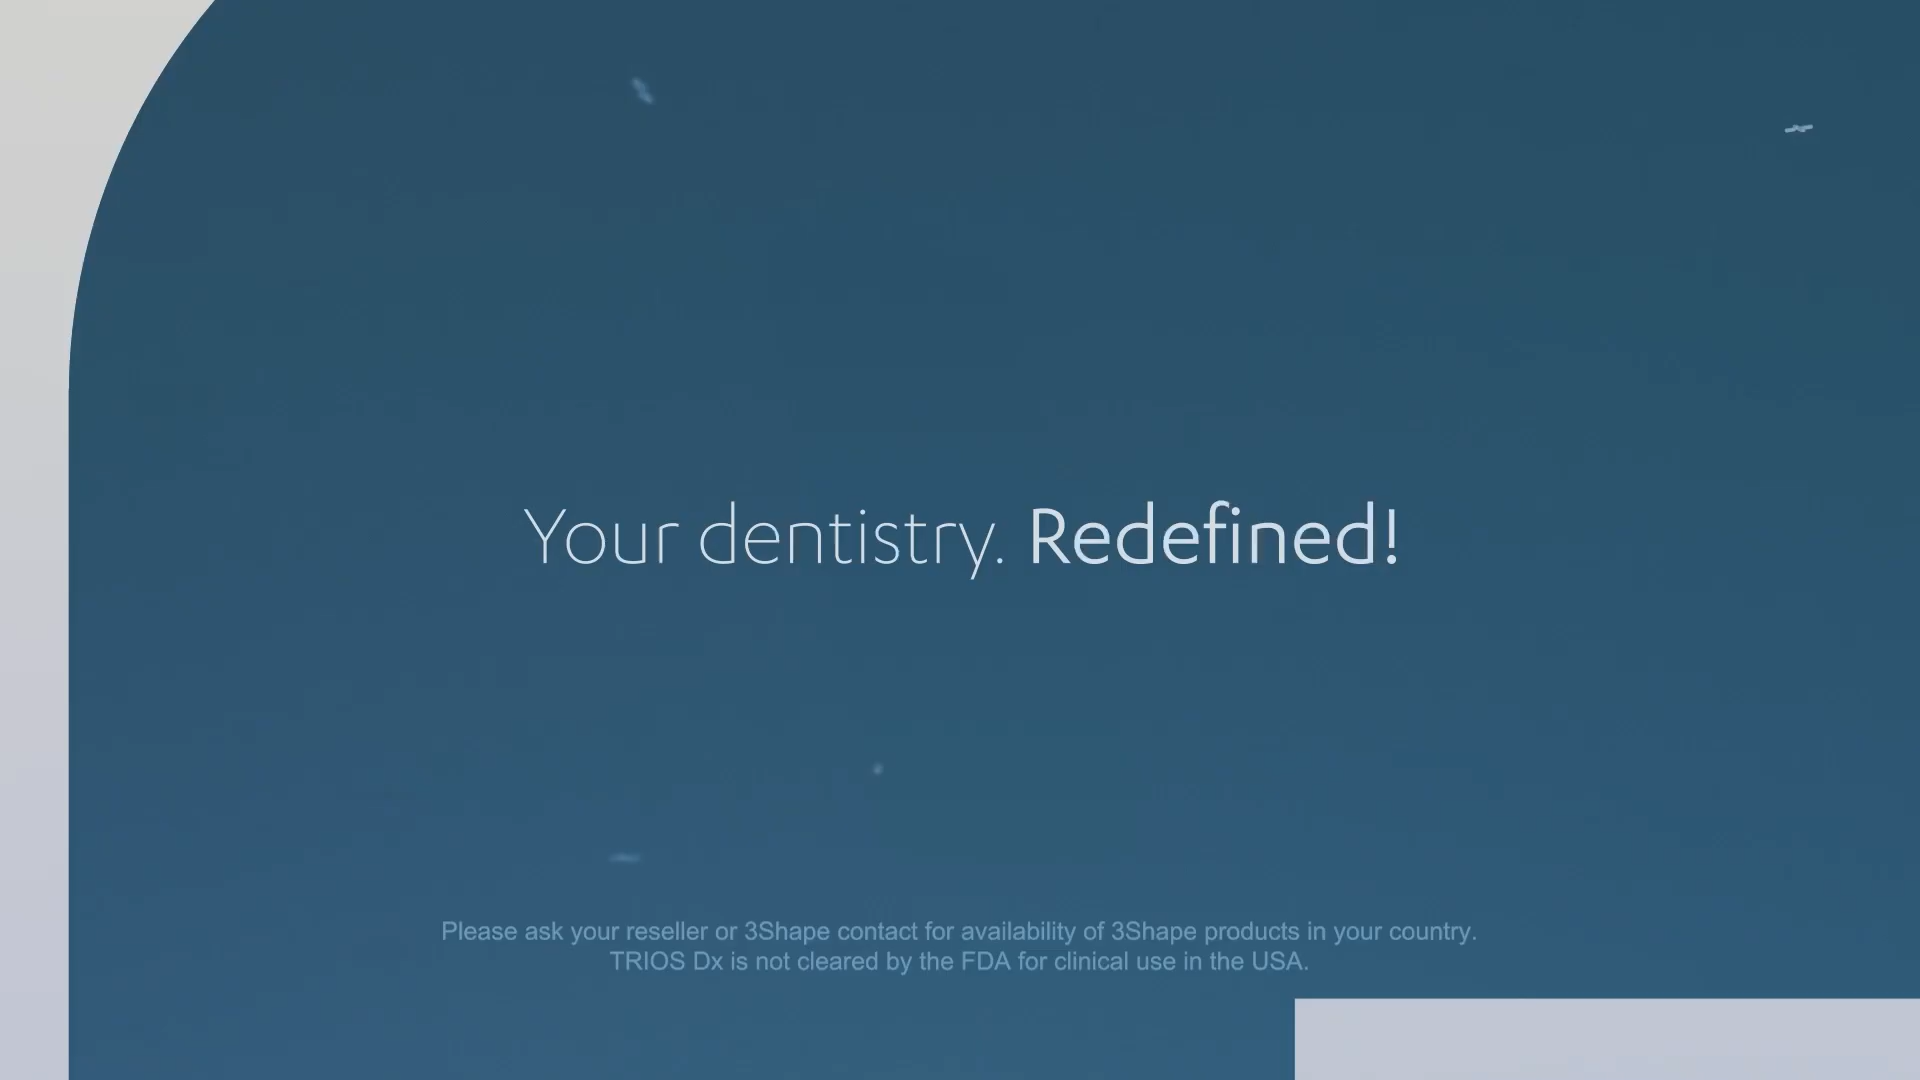 Your dentistry. Redefined!
Please ask your reseller or 3Shape contact for availability of 3Shape products in your country.
TRIOS Dx is not cleared by the FDA for clinical use in the USA.